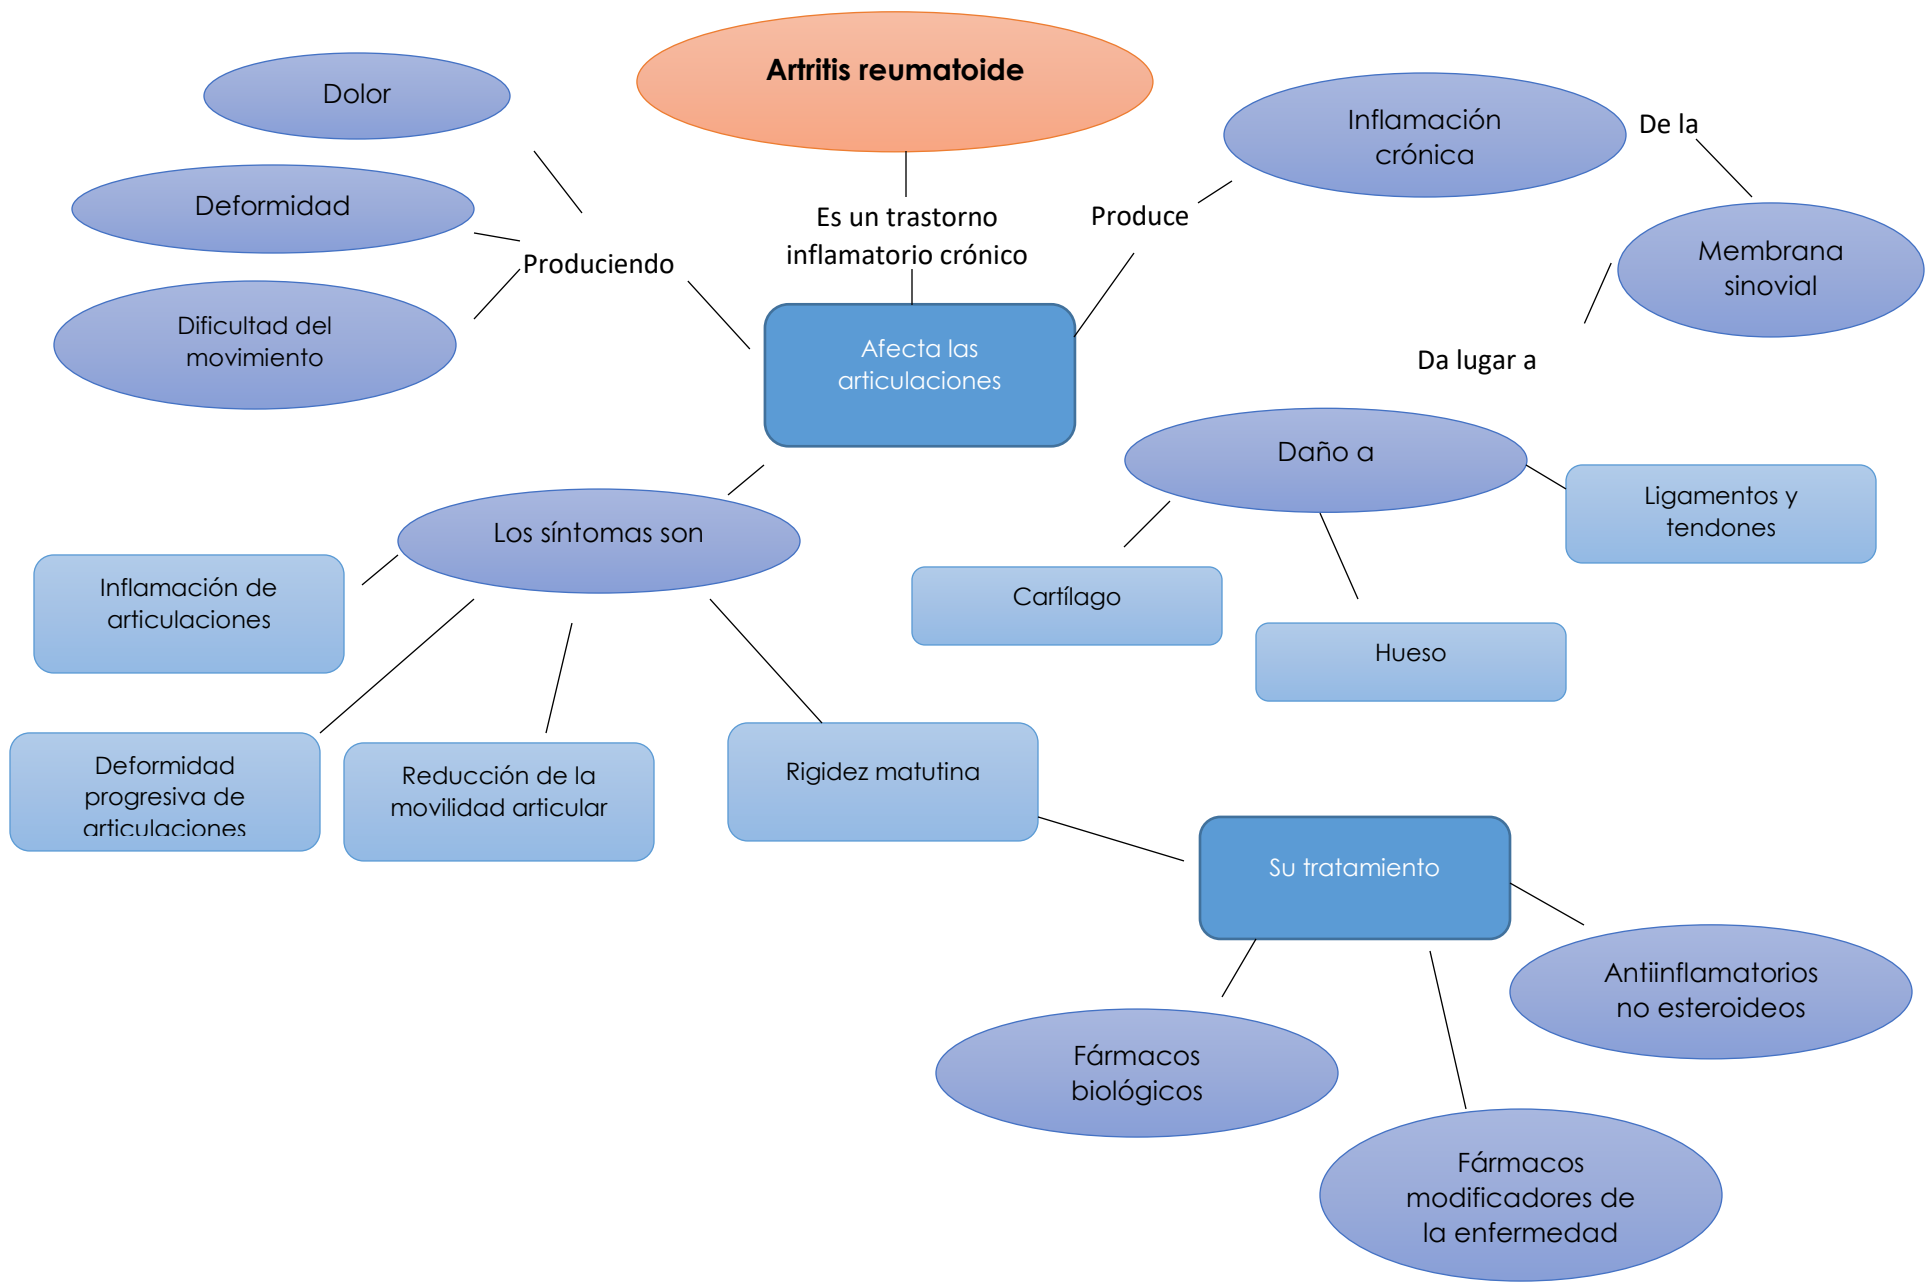 Artritis reumatoide
Dolor
Inflamación
crónica
De la
Deformidad
Es un trastorno
inflamatorio crónico
Produce
Produciendo
Membrana
sinovial
Dificultad del
movimiento
Afecta las
articulaciones
Da lugar a
Daño a
Ligamentos y
tendones
Los síntomas son
Inflamación de
articulaciones
Cartílago
Hueso
Deformidad
progresiva de
articulaciones
Reducción de la
movilidad articular
Rigidez matutina
Su tratamiento
Antiinflamatorios
no esteroideos
Fármacos
biológicos
Fármacos
modificadores de
la enfermedad